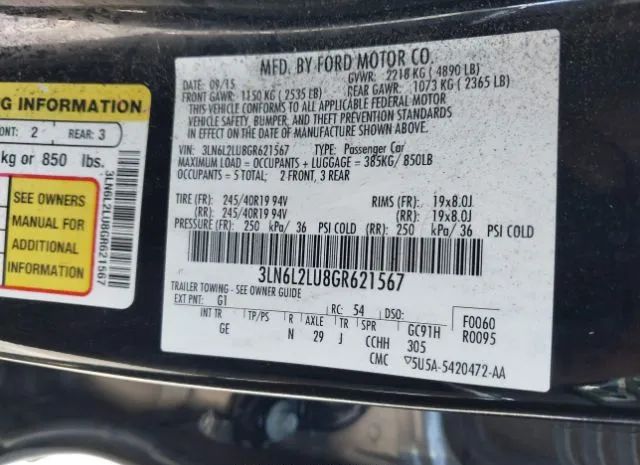 NG INFORMATION
ONT: 2 REAR: 3
kg or 850 lbs.
SEE OWNERS
MANUAL FOR
ADDITIONAL
INFORMATION
3LN6L2LU8GR621567
MFD. BY FORD MOTOR CO.
DATE: 09/15 GVWR: 2218 KG ( 4890 LB)
FRONT GAWR: 1150 KG ( 2535 LB) REAR GAWR: 1073 KG ( 2365 LB)
THIS VEHICLE CONFORMS TO ALL APPLICABLE FEDERAL MOTOR
VEHICLE SAFETY, BUMPER, AND THEFT PREVENTION STANDARDS
IN EFFECT ON THE DATE OF MANUFACTURE SHOWN ABOVE.
VIN: 3LN6L2LU8GR621567 TYPE: Passenger Car
MAXIMUM LOAD = OCCUPANTS + LUGGAGE = 385KG/ 850LB
OCCUPANTS = 5 TOTAL; 2 FRONT, 3 REAR
TIRE (FR): 245/40R19 94V RIMS (FR): 19x8.0J
(RR): 245/40R19 94V (RR): 19x8.0J
PRESSURE (FR): 250 kPa/ 36 PSI COLD (RR): 250 kPa/ 36 PSI COLD
3LN6L2LU8GR621567
TRAILER TOWING - SEE OWNER GUIDE
EXT PNT: G1 RC: 54 DSO: F0060
INT TR TP/PS R AXLE TR SPR GC91H R0095
GE N 29 J CCHH 305
CMC ▽5U5A-5420472-AA